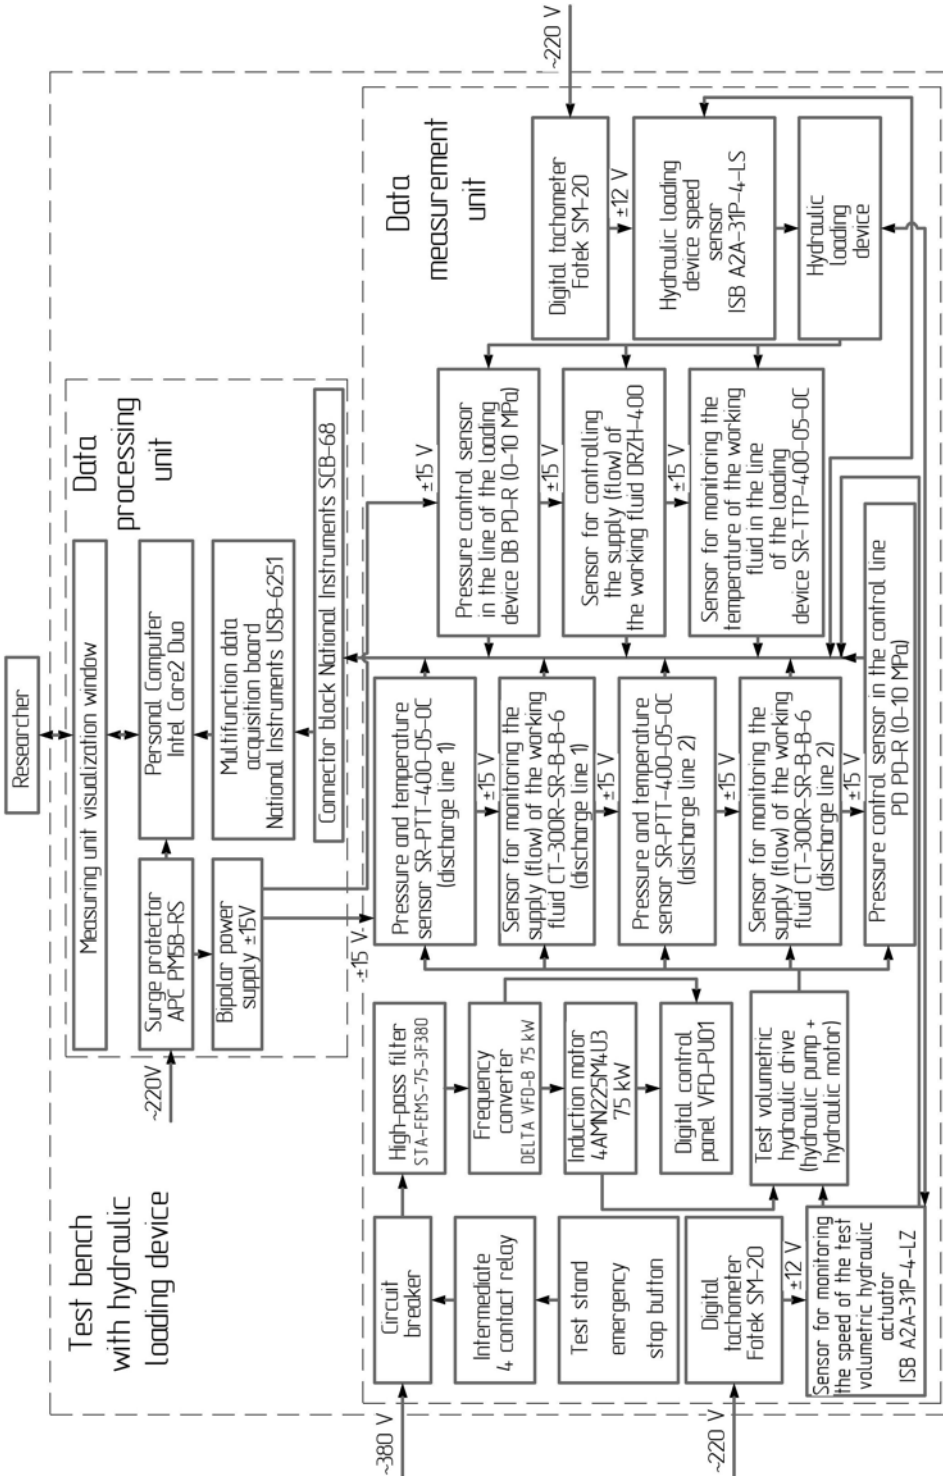 Researcher
Test bench
with hydraulic
loading device
Data
processing
unit
Measuring unit visualization window
~220V
Surge protector
APC PM5B-RS
Personal Computer
Intel Core2 Duo
Bipolar power
supply ±15V
Multifunction data
acquisition board
National Instruments USB-6251
Connector block National Instruments SCB-68
±15 V
Data
measurement
unit
~380 V
Circuit
breaker
High-pass filter
STA-FEMS-75-3F380
Intermediate
4 contact relay
Frequency
converter
DELTA VFD-B 75 kW
Test stand
emergency
stop button
Induction motor
4AMN225M4U3
75 kW
Digital control
panel VFD-PU01
~220 V
Digital
tachometer
Fotek SM-20
±12 V
Test volumetric
hydraulic drive
(hydraulic pump +
hydraulic motor)
Sensor for monitoring
the speed of the test
volumetric hydraulic
actuator
ISB A2A-31P-4-LZ
Pressure and temperature
sensor SR-PTT-400-05-0C
(discharge line 1)
±15 V
Sensor for monitoring the
supply (flow) of the working
fluid CT-300R-SR-B-B-6
(discharge line 1)
±15 V
Pressure and temperature
sensor SR-PTT-400-05-0C
(discharge line 2)
±15 V
Sensor for monitoring the
supply (flow) of the working
fluid CT-300R-SR-B-B-6
(discharge line 2)
±15 V
Pressure control sensor in the control line
PD PD-R (0-10 MPa)
±15 V
Pressure control sensor
in the line of the loading
device DB PD-R (0-10 MPa)
±15 V
Sensor for controlling
the supply (flow) of
the working fluid DRZH-400
±15 V
Sensor for monitoring the
temperature of the working
fluid in the line
of the loading
device SR-TTP-400-05-0C
~220 V
Digital tachometer
Fotek SM-20
±12 V
Hydraulic loading
device speed
sensor
ISB A2A-31P-4-LS
Hydraulic
loading
device